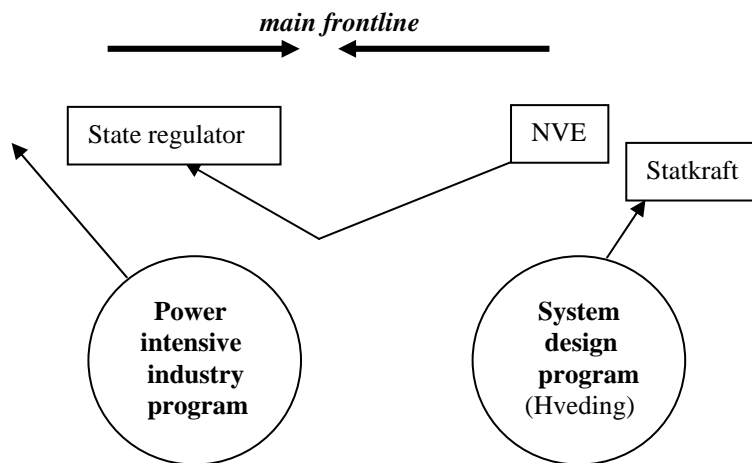 main frontline
State regulator
NVE
Statkraft
Power
intensive
industry
program
System
design
program
(Hveding)